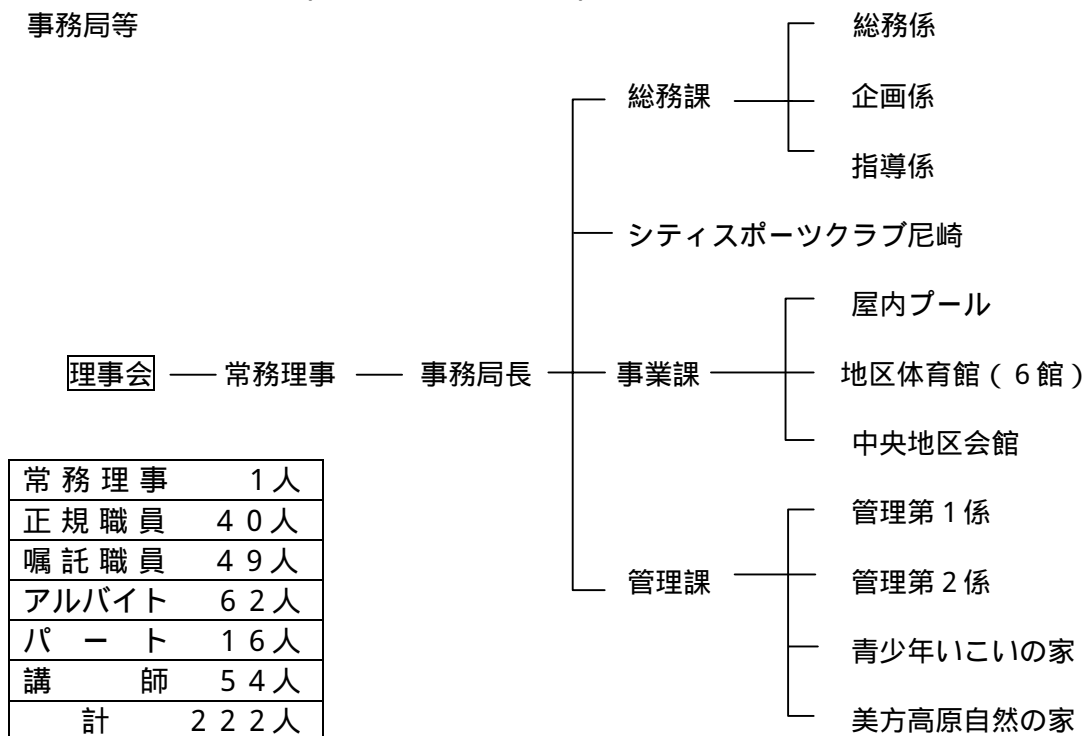 事務局等
総務係
総務課
企画係
指導係
シティスポーツクラブ尼崎
屋内プール
理事会 常務理事 事務局長 事業課 地区体育館(6館)
中央地区会館
管理第1係
管理課 管理第2係
青少年いこいの家
美方高原自然の家
常務理事 1人
正規職員 40人
嘱託職員 49人
アルバイト 62人
パート 16人
講師 54人
計 222人